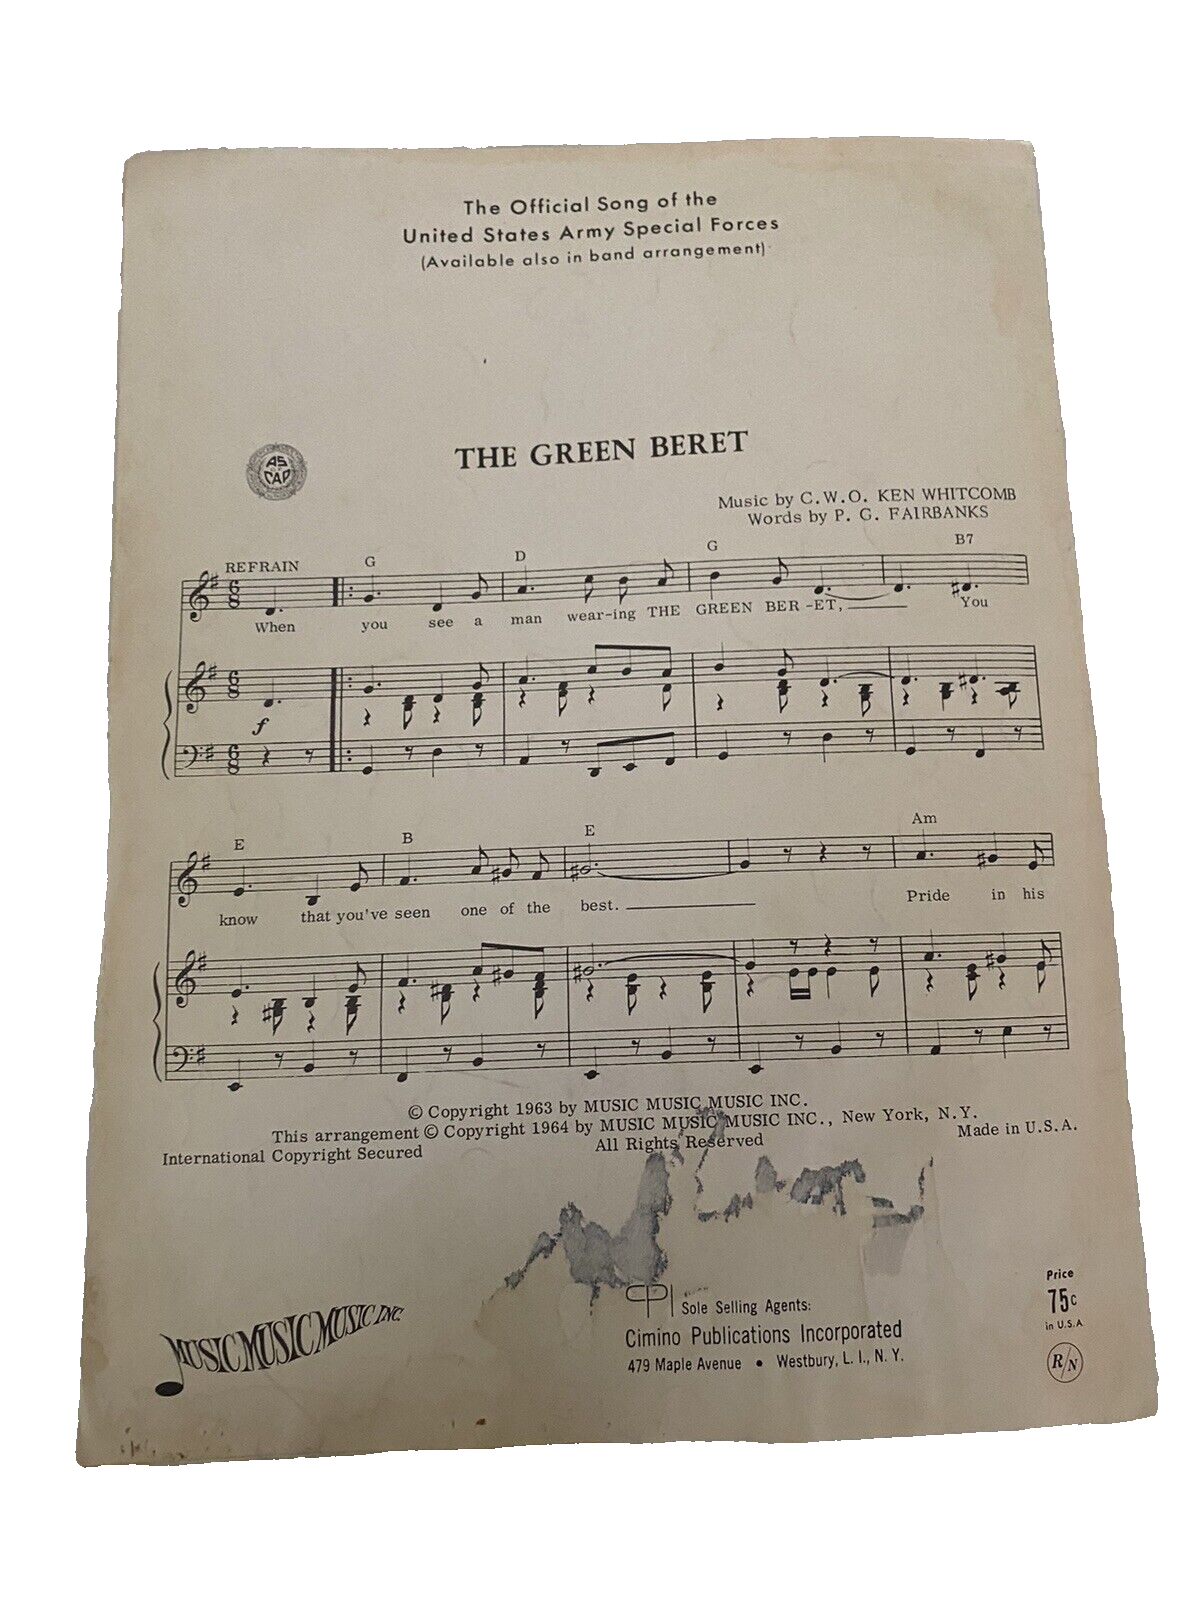 The Official Song of the
United States Army Special Forces
(Available also in band arrangement)
THE GREEN BERET
AS
CAP
Music by C.W.O. KEN WHITCOMB
Words by P. G. FAIRBANKS
REFRAIN G D G B7
When you see a man wear-ing THE GREEN BER-ET, You
f
E B E Am
know that you've seen one of the best. Pride in his
© Copyright 1963 by MUSIC MUSIC MUSIC INC.
This arrangement © Copyright 1964 by MUSIC MUSIC MUSIC INC., New York, N.Y.
International Copyright Secured All Rights Reserved Made in U.S.A.
MUSIC MUSIC MUSIC INC.
CPI Sole Selling Agents:
Cimino Publications Incorporated
479 Maple Avenue • Westbury, L. I., N. Y.
Price
75c
in U.S.A
R/N